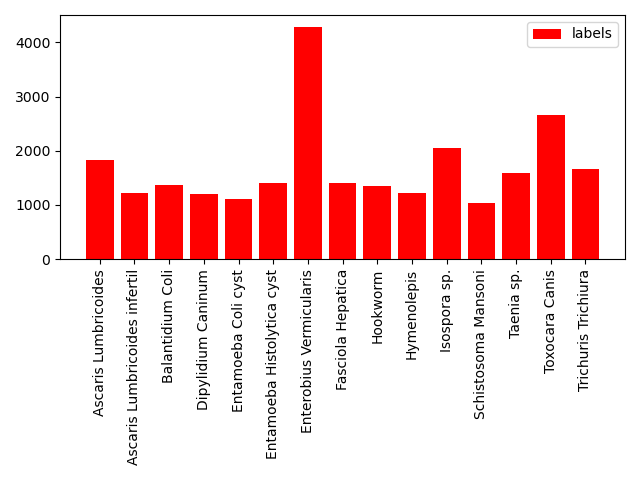 labels
4000
3000
2000
1000
0
Ascaris Lumbricoides
Ascaris Lumbricoides infertil
Balantidium Coli
Dipylidium Caninum
Entamoeba Coli cyst
Entamoeba Histolytica cyst
Enterobius Vermicularis
Fasciola Hepatica
Hookworm
Hymenolepis
Isospora sp.
Schistosoma Mansoni
Taenia sp.
Toxocara Canis
Trichuris Trichiura